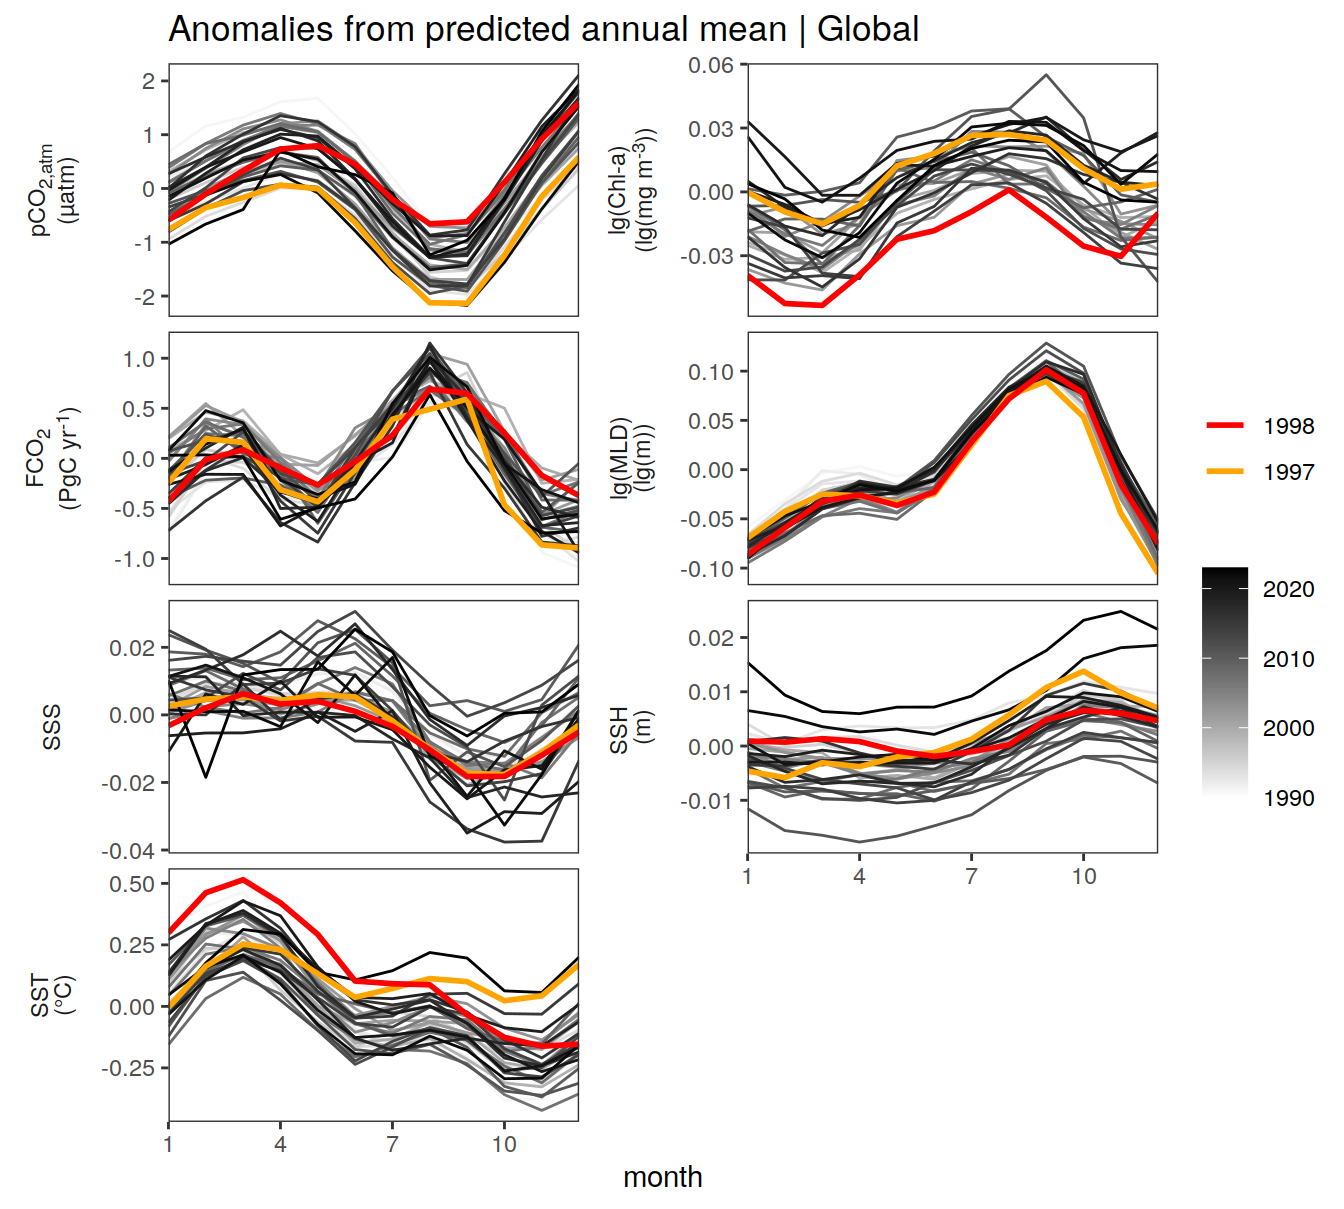 Anomalies from predicted annual mean | Global
pCO2,atm
(µatm)
2
1
0
-1
-2
lg(Chl-a)
(lg(mg m-3))
0.06
0.03
0.00
-0.03
FCO2
(PgC yr-1)
1.0
0.5
0.0
-0.5
-1.0
lg(MLD)
(lg(m))
0.10
0.05
0.00
-0.05
-0.10
SSS
0.02
0.00
-0.02
-0.04
SSH
(m)
0.02
0.01
0.00
-0.01
1 4 7 10
SST
(°C)
0.50
0.25
0.00
-0.25
1 4 7 10
month
1998
1997
2020
2010
2000
1990